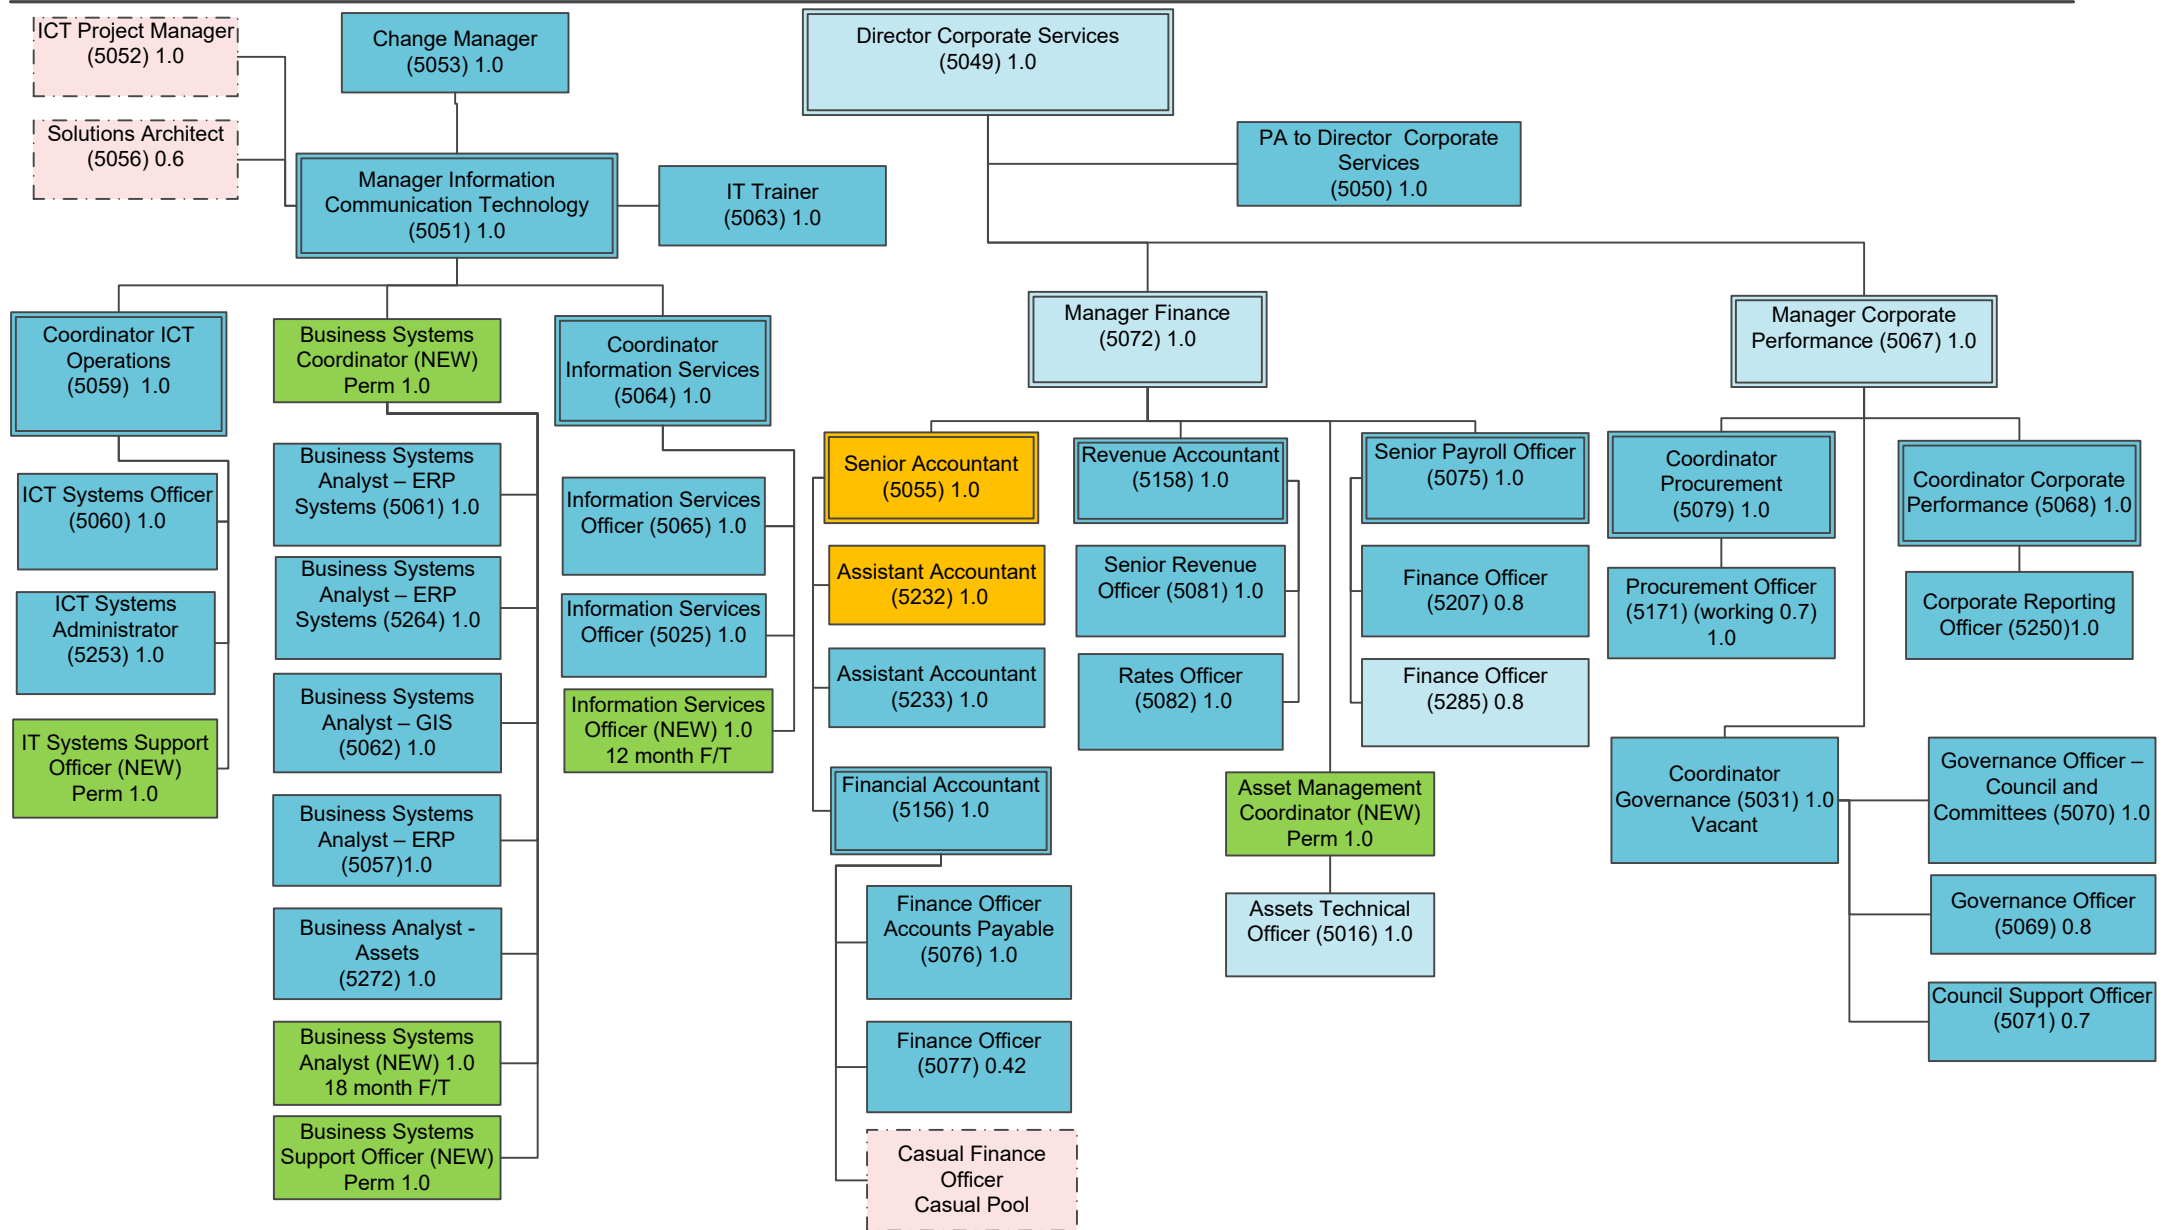 ICT Project Manager
(5052) 1.0
Change Manager
(5053) 1.0
Director Corporate Services
(5049) 1.0
Solutions Architect
(5056) 0.6
PA to Director  Corporate
Services
(5050) 1.0
Manager Information
Communication Technology
(5051) 1.0
IT Trainer
(5063) 1.0
Manager Finance
(5072) 1.0
Manager Corporate
Performance (5067) 1.0
Coordinator ICT
Operations
(5059)  1.0
Business Systems
Coordinator (NEW)
Perm 1.0
Coordinator
Information Services
(5064) 1.0
ICT Systems Officer
(5060) 1.0
ICT Systems
Administrator
(5253) 1.0
IT Systems Support
Officer (NEW)
Perm 1.0
Business Systems
Analyst – ERP
Systems (5061) 1.0
Business Systems
Analyst – ERP
Systems (5264) 1.0
Business Systems
Analyst – GIS
(5062) 1.0
Business Systems
Analyst – ERP
(5057)1.0
Business Analyst -
Assets
(5272) 1.0
Business Systems
Analyst (NEW) 1.0
18 month F/T
Business Systems
Support Officer (NEW)
Perm 1.0
Information Services
Officer (5065) 1.0
Information Services
Officer (5025) 1.0
Information Services
Officer (NEW) 1.0
12 month F/T
Senior Accountant
(5055) 1.0
Assistant Accountant
(5232) 1.0
Assistant Accountant
(5233) 1.0
Financial Accountant
(5156) 1.0
Finance Officer
Accounts Payable
(5076) 1.0
Finance Officer
(5077) 0.42
Casual Finance
Officer
Casual Pool
Revenue Accountant
(5158) 1.0
Senior Revenue
Officer (5081) 1.0
Rates Officer
(5082) 1.0
Asset Management
Coordinator (NEW)
Perm 1.0
Assets Technical
Officer (5016) 1.0
Senior Payroll Officer
(5075) 1.0
Finance Officer
(5207) 0.8
Finance Officer
(5285) 0.8
Coordinator
Procurement
(5079) 1.0
Procurement Officer
(5171) (working 0.7)
1.0
Coordinator Corporate
Performance (5068) 1.0
Corporate Reporting
Officer (5250)1.0
Coordinator
Governance (5031) 1.0
Vacant
Governance Officer –
Council and
Committees (5070) 1.0
Governance Officer
(5069) 0.8
Council Support Officer
(5071) 0.7